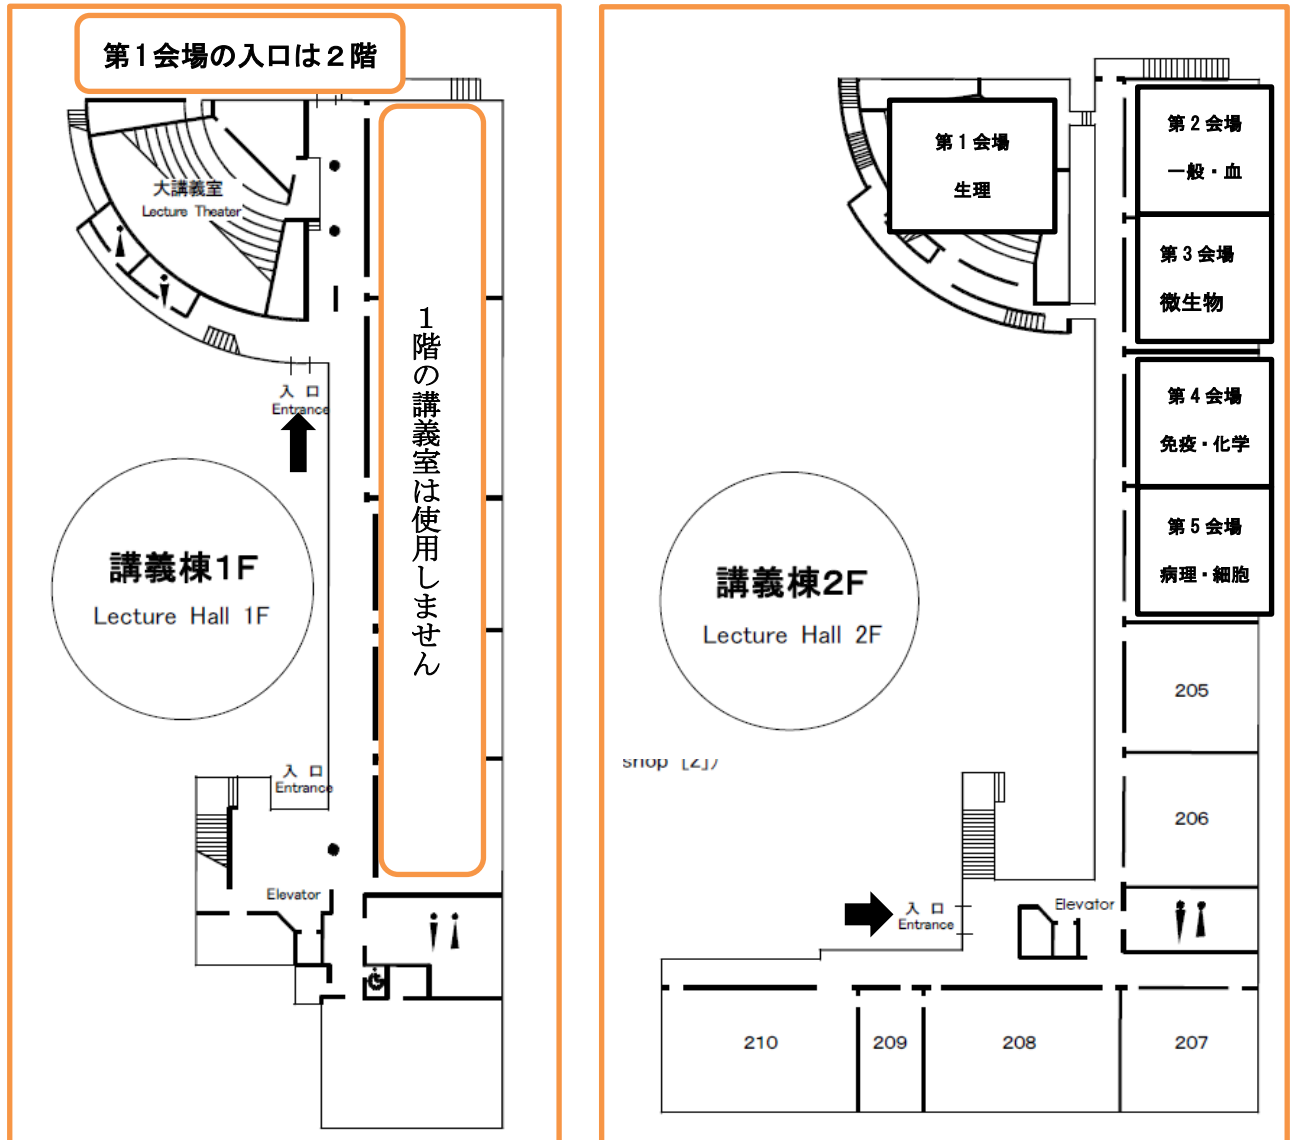 第1会場の入口は２階
大講義室
Lecture Theater
入 口
Entrance
１階の講義室は使用しません
講義棟1F
Lecture Hall 1F
入 口
Entrance
Elevator
第１会場
生理
第２会場
一般・血
第３会場
微生物
第４会場
免疫・化学
第５会場
病理・細胞
講義棟2F
Lecture Hall 2F
205
206
入 口
Entrance
Elevator
210
209
208
207